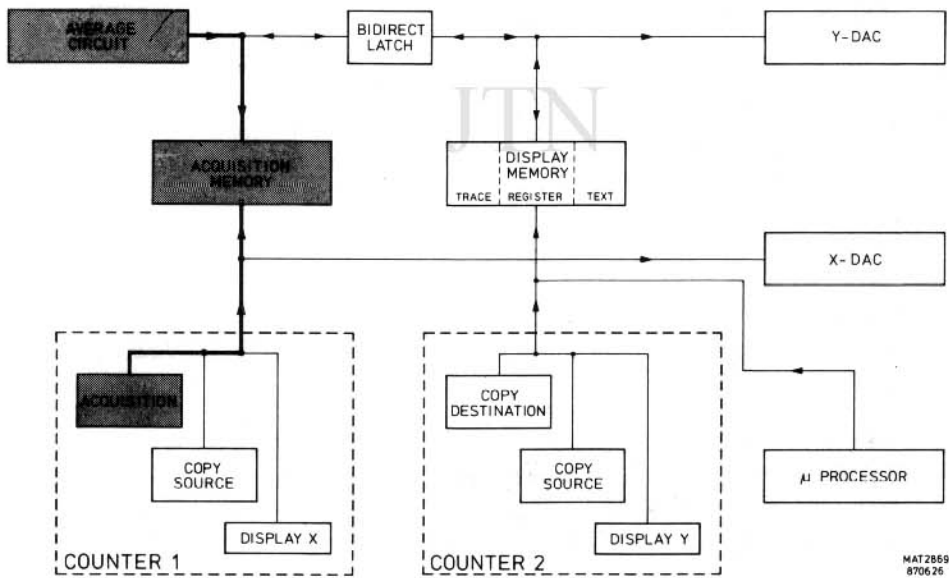 AVERAGE
CIRCUIT
BIDIRECT
LATCH
Y-DAC
JTN
ACQUISITION
MEMORY
DISPLAY
MEMORY
TRACE
REGISTER
TEXT
X-DAC
ACQUISITION
COPY
SOURCE
DISPLAY X
COUNTER 1
COPY
DESTINATION
COPY
SOURCE
DISPLAY Y
COUNTER 2
μ PROCESSOR
MAT2869
870626